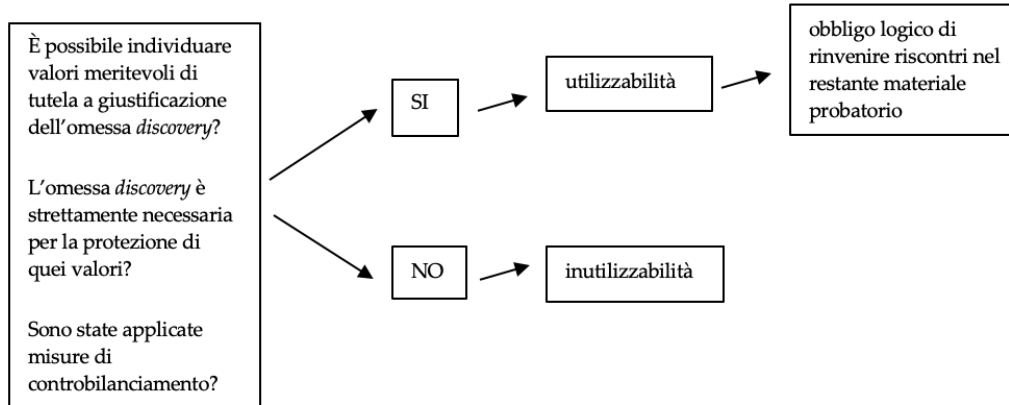 È possibile individuare
valori meritevoli di
tutela a giustificazione
dell'omessa discovery?
L'omessa discovery è
strettamente necessaria
per la protezione di
quei valori?
Sono state applicate
misure di
controbilanciamento?
SI
utilizzabilità
obbligo logico di
rinvenire riscontri nel
restante materiale
probatorio
NO
inutilizzabilità